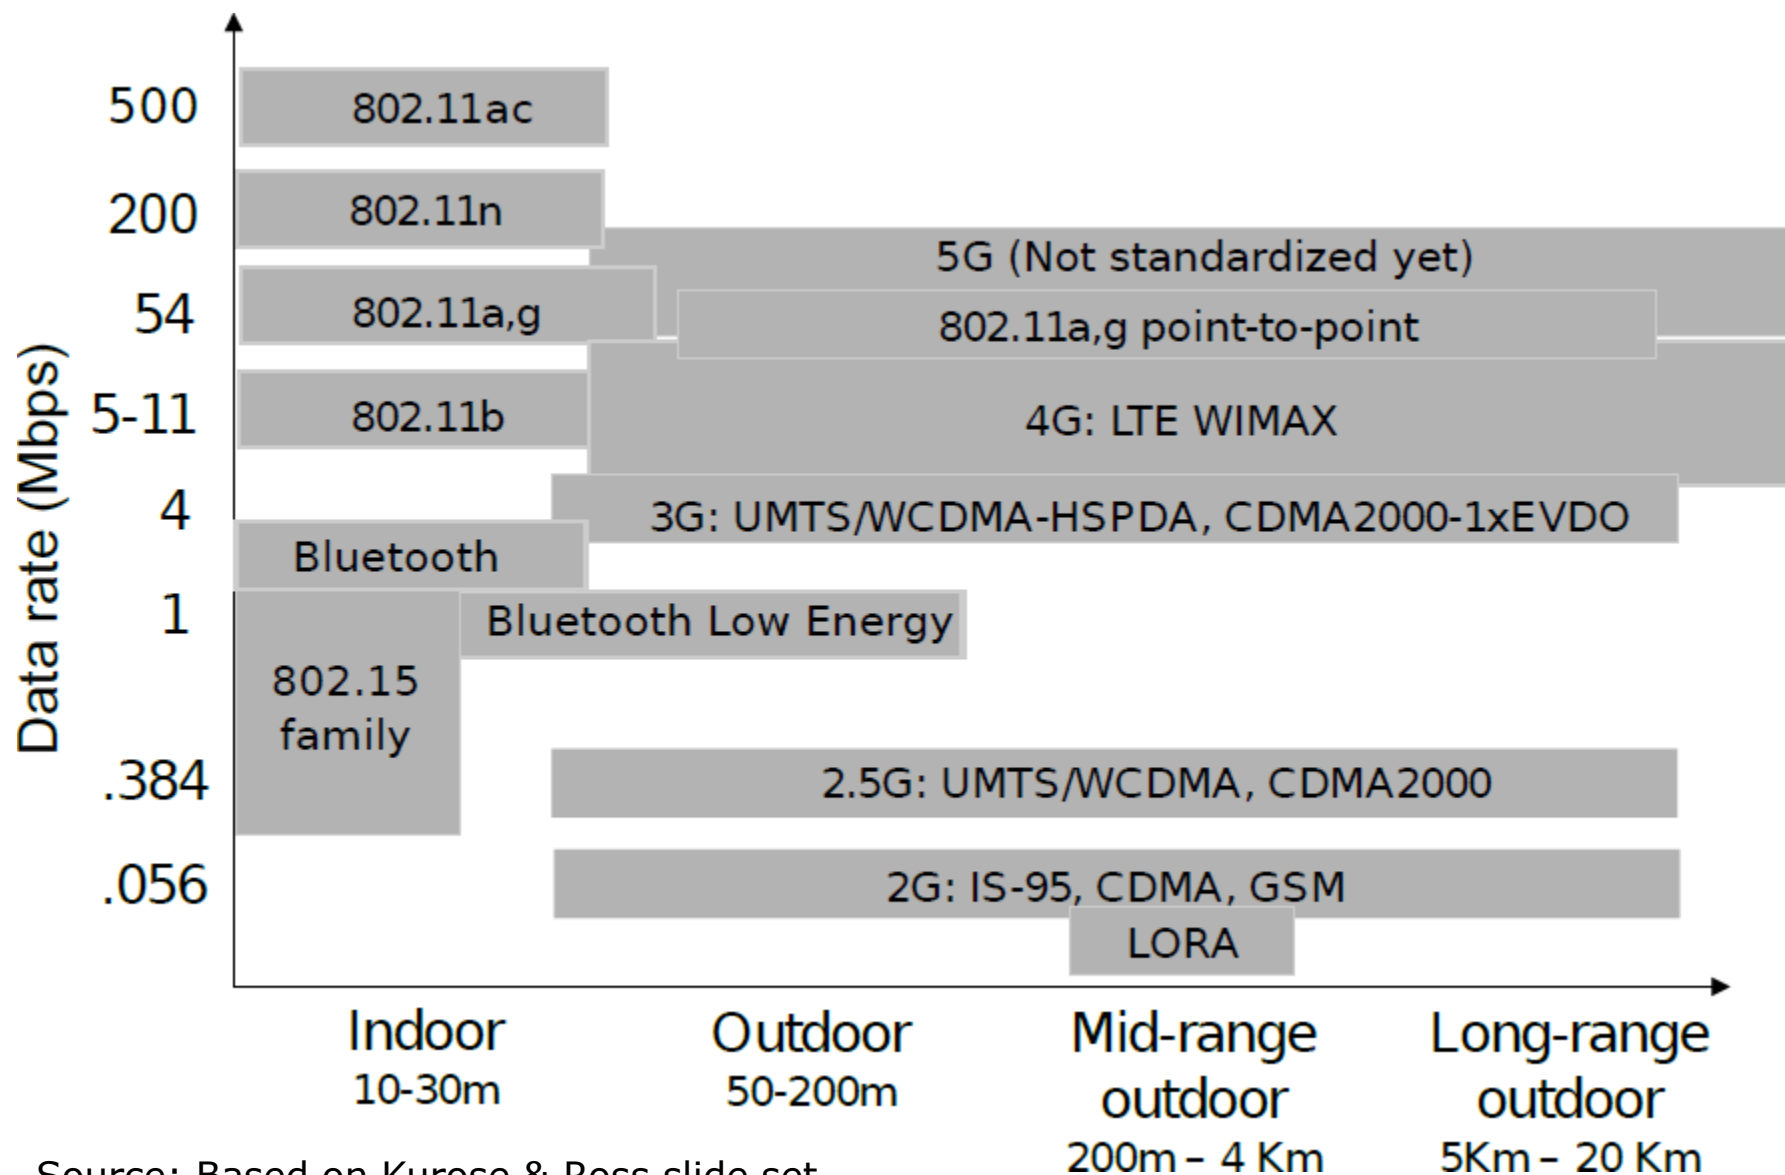 500
802.11ac
200
802.11n
5G (Not standardized yet)
54
802.11a,g
802.11a,g point-to-point
Data rate (Mbps)
5-11
802.11b
4G: LTE WIMAX
4
3G: UMTS/WCDMA-HSPDA, CDMA2000-1xEVDO
Bluetooth
1
Bluetooth Low Energy
802.15
family
.384
2.5G: UMTS/WCDMA, CDMA2000
.056
2G: IS-95, CDMA, GSM
LORA
Indoor
10-30m
Outdoor
50-200m
Mid-range
outdoor
200m – 4 Km
Long-range
outdoor
5Km – 20 Km
Source: Based on Kurose & Ross slide set